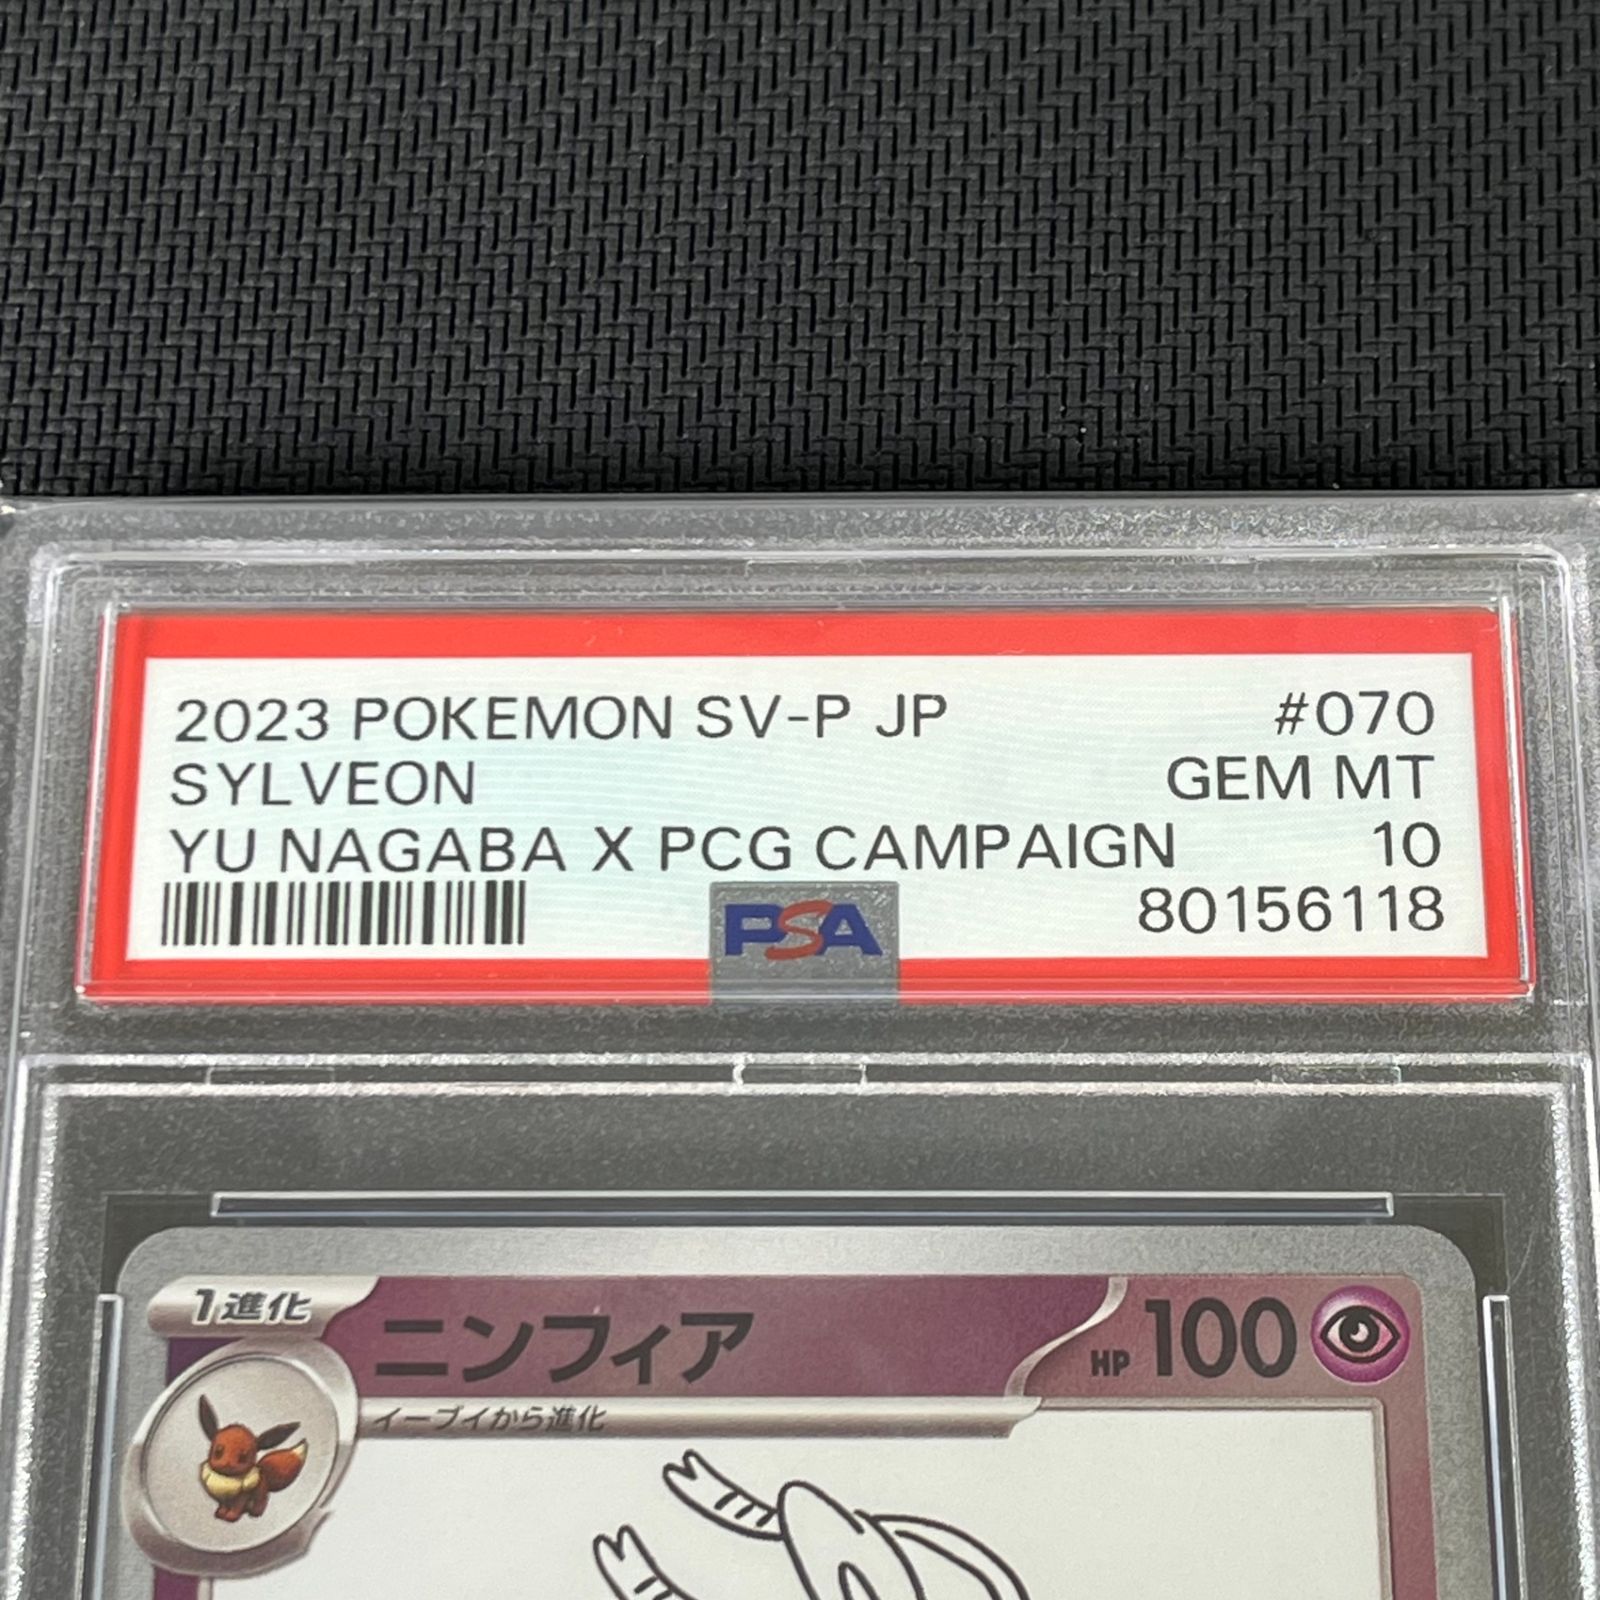 2023 POKEMON SV-P JP #070
SYLVEON GEM MT
YU NAGABA X PCG CAMPAIGN 10
PSA 80156118
1進化 ニンフィア HP 100
イーブイから進化